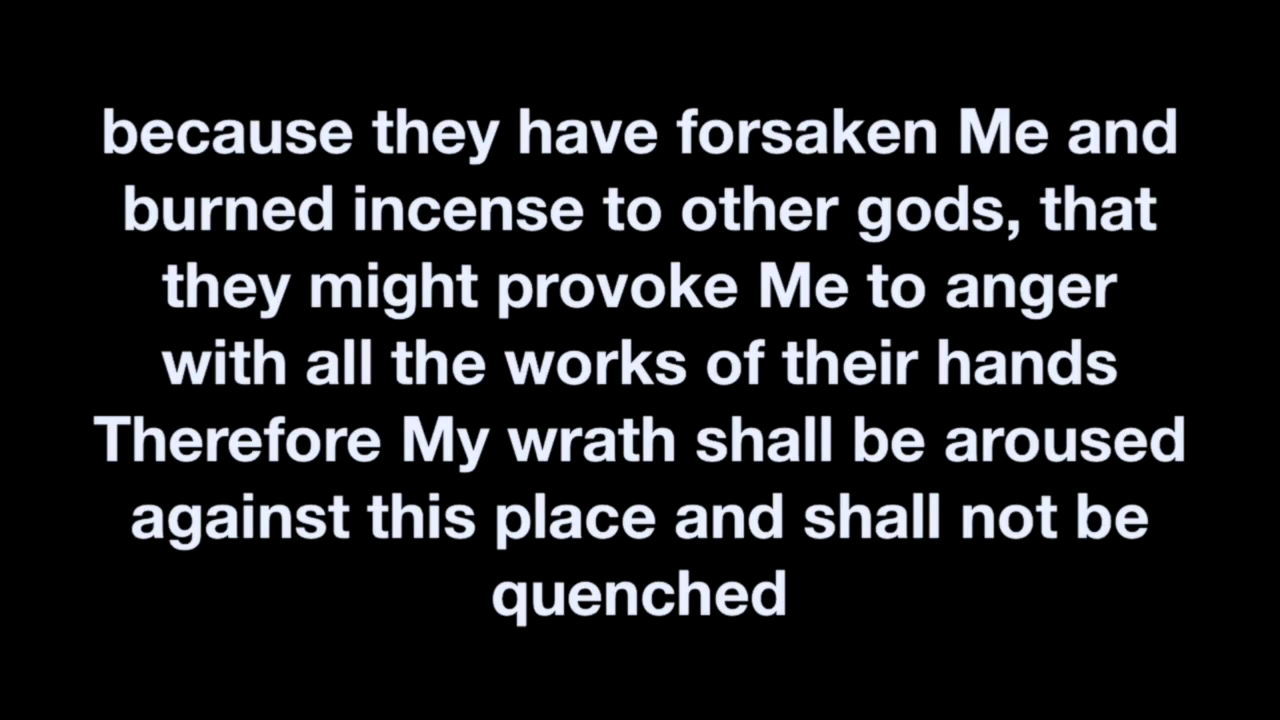 because they have forsaken Me and
burned incense to other gods, that
they might provoke Me to anger
with all the works of their hands
Therefore My wrath shall be aroused
against this place and shall not be
quenched